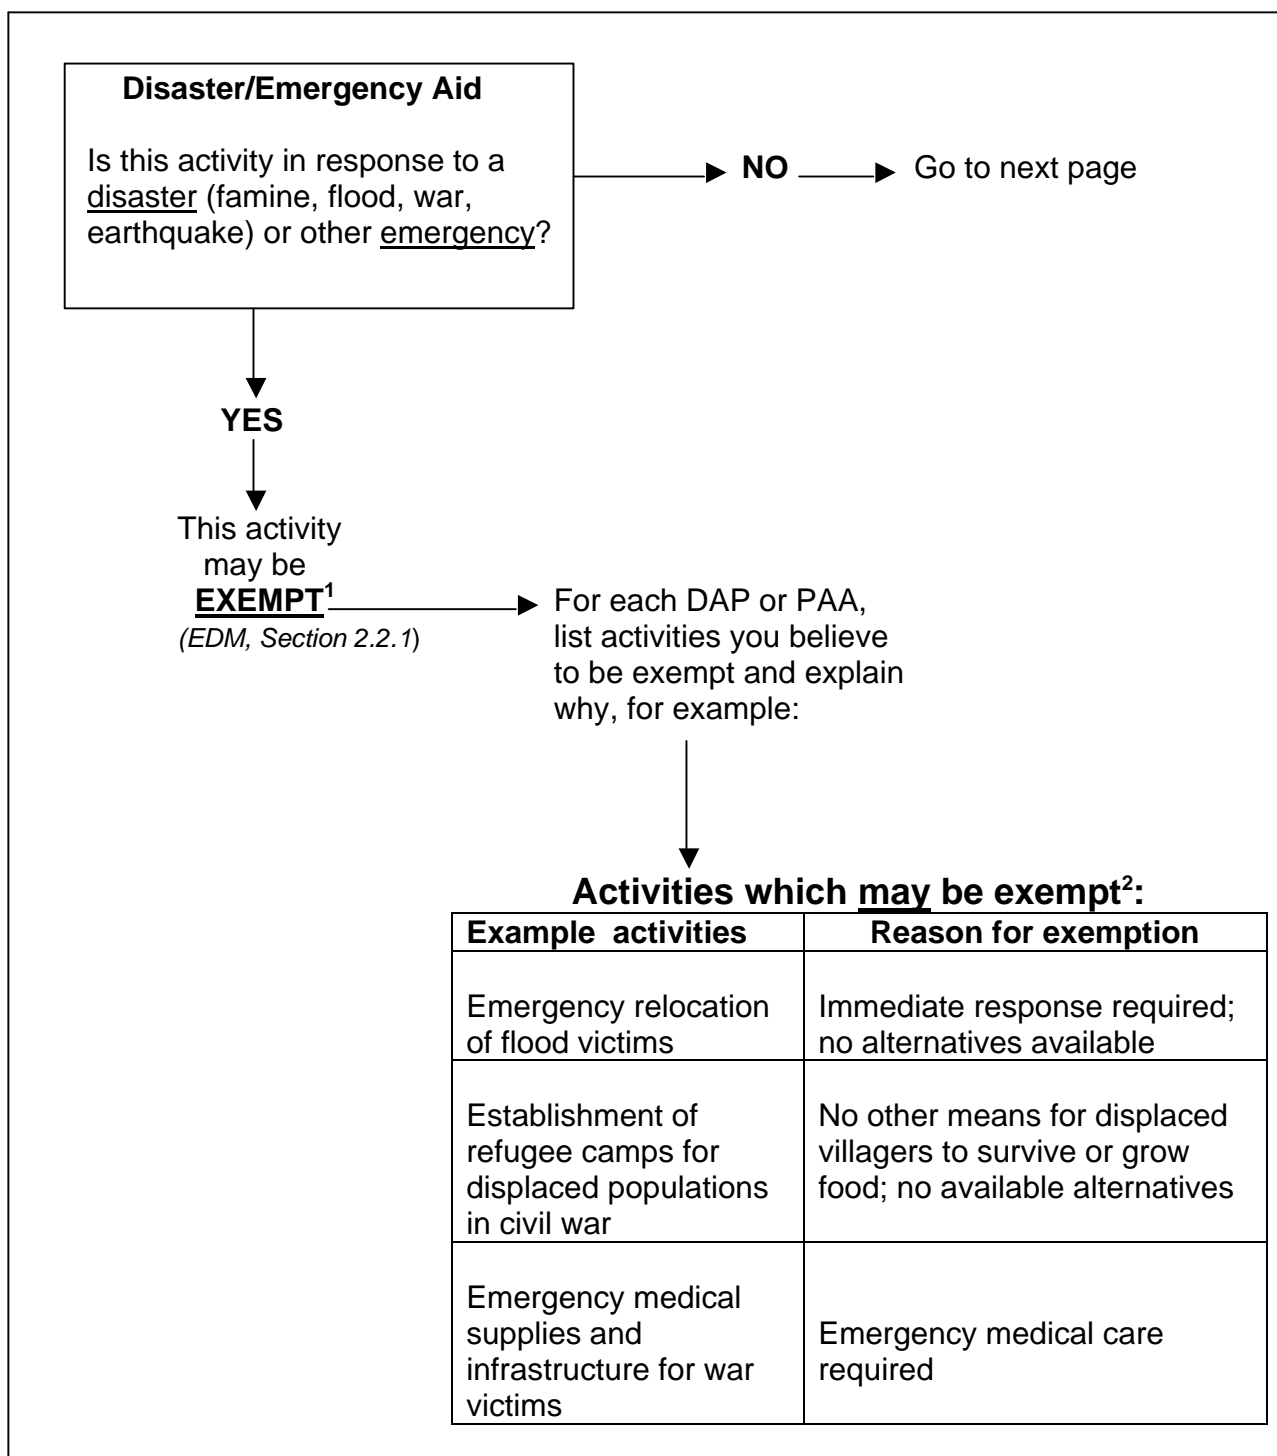 Disaster/Emergency Aid
Is this activity in response to a
disaster (famine, flood, war,
earthquake) or other emergency?
NO
Go to next page
YES
This activity
may be
EXEMPT1
(EDM, Section 2.2.1)
For each DAP or PAA,
list activities you believe
to be exempt and explain
why, for example:
Activities which may be exempt2:
Example activities
Reason for exemption
Emergency relocation
of flood victims
Immediate response required;
no alternatives available
Establishment of
refugee camps for
displaced populations
in civil war
No other means for displaced
villagers to survive or grow
food; no available alternatives
Emergency medical
supplies and
infrastructure for war
victims
Emergency medical care
required